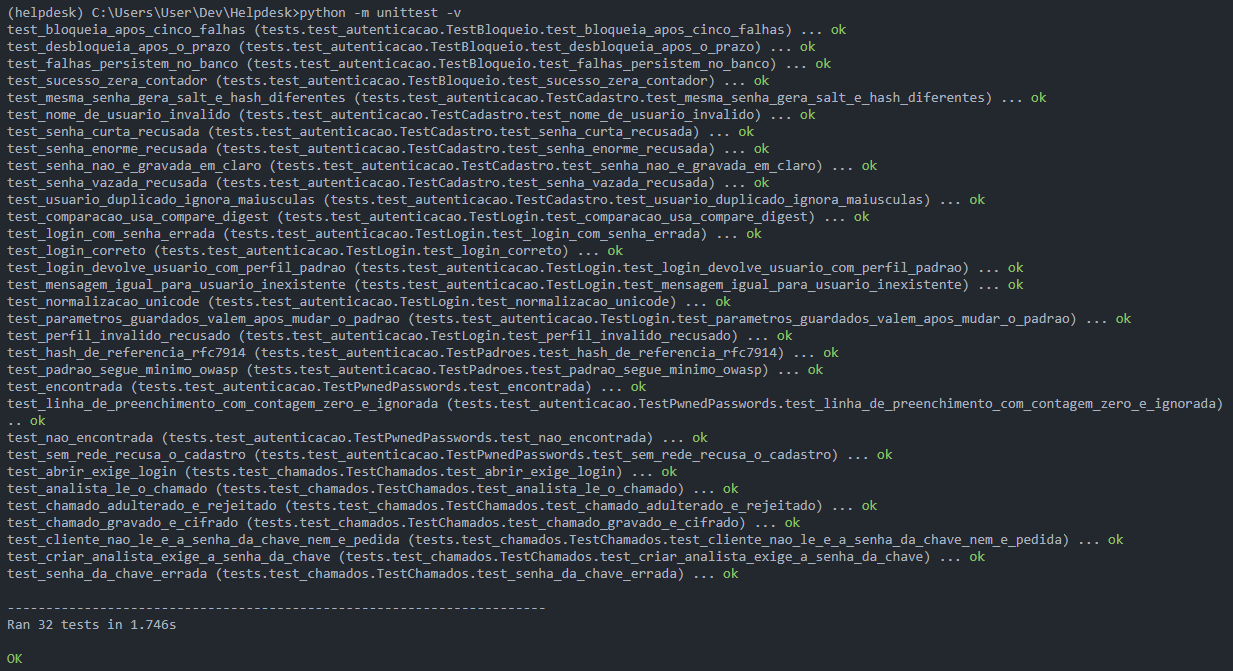 (helpdesk) C:\Users\User\Dev\Helpdesk>python -m unittest -v
test_bloqueia_apos_cinco_falhas (tests.test_autenticacao.TestBloqueio.test_bloqueia_apos_cinco_falhas) ... ok
test_desbloqueia_apos_o_prazo (tests.test_autenticacao.TestBloqueio.test_desbloqueia_apos_o_prazo) ... ok
test_falhas_persistem_no_banco (tests.test_autenticacao.TestBloqueio.test_falhas_persistem_no_banco) ... ok
test_sucesso_zera_contador (tests.test_autenticacao.TestBloqueio.test_sucesso_zera_contador) ... ok
test_mesma_senha_gera_salt_e_hash_diferentes (tests.test_autenticacao.TestCadastro.test_mesma_senha_gera_salt_e_hash_diferentes) ... ok
test_nome_de_usuario_invalido (tests.test_autenticacao.TestCadastro.test_nome_de_usuario_invalido) ... ok
test_senha_curta_recusada (tests.test_autenticacao.TestCadastro.test_senha_curta_recusada) ... ok
test_senha_enorme_recusada (tests.test_autenticacao.TestCadastro.test_senha_enorme_recusada) ... ok
test_senha_nao_e_gravada_em_claro (tests.test_autenticacao.TestCadastro.test_senha_nao_e_gravada_em_claro) ... ok
test_senha_vazada_recusada (tests.test_autenticacao.TestCadastro.test_senha_vazada_recusada) ... ok
test_usuario_duplicado_ignora_maiusculas (tests.test_autenticacao.TestCadastro.test_usuario_duplicado_ignora_maiusculas) ... ok
test_comparacao_usa_compare_digest (tests.test_autenticacao.TestLogin.test_comparacao_usa_compare_digest) ... ok
test_login_com_senha_errada (tests.test_autenticacao.TestLogin.test_login_com_senha_errada) ... ok
test_login_correto (tests.test_autenticacao.TestLogin.test_login_correto) ... ok
test_login_devolve_usuario_com_perfil_padrao (tests.test_autenticacao.TestLogin.test_login_devolve_usuario_com_perfil_padrao) ... ok
test_mensagem_igual_para_usuario_inexistente (tests.test_autenticacao.TestLogin.test_mensagem_igual_para_usuario_inexistente) ... ok
test_normalizacao_unicode (tests.test_autenticacao.TestLogin.test_normalizacao_unicode) ... ok
test_parametros_guardados_valem_apos_mudar_o_padrao (tests.test_autenticacao.TestLogin.test_parametros_guardados_valem_apos_mudar_o_padrao) ... ok
test_perfil_invalido_recusado (tests.test_autenticacao.TestLogin.test_perfil_invalido_recusado) ... ok
test_hash_de_referencia_rfc7914 (tests.test_autenticacao.TestPadroes.test_hash_de_referencia_rfc7914) ... ok
test_padrao_segue_minimo_owasp (tests.test_autenticacao.TestPadroes.test_padrao_segue_minimo_owasp) ... ok
test_encontrada (tests.test_autenticacao.TestPwnedPasswords.test_encontrada) ... ok
test_linha_de_preenchimento_com_contagem_zero_e_ignorada (tests.test_autenticacao.TestPwnedPasswords.test_linha_de_preenchimento_com_contagem_zero_e_ignorada)
.. ok
test_nao_encontrada (tests.test_autenticacao.TestPwnedPasswords.test_nao_encontrada) ... ok
test_sem_rede_recusa_o_cadastro (tests.test_autenticacao.TestPwnedPasswords.test_sem_rede_recusa_o_cadastro) ... ok
test_abrir_exige_login (tests.test_chamados.TestChamados.test_abrir_exige_login) ... ok
test_analista_le_o_chamado (tests.test_chamados.TestChamados.test_analista_le_o_chamado) ... ok
test_chamado_adulterado_e_rejeitado (tests.test_chamados.TestChamados.test_chamado_adulterado_e_rejeitado) ... ok
test_chamado_gravado_e_cifrado (tests.test_chamados.TestChamados.test_chamado_gravado_e_cifrado) ... ok
test_cliente_nao_le_e_a_senha_da_chave_nem_e_pedida (tests.test_chamados.TestChamados.test_cliente_nao_le_e_a_senha_da_chave_nem_e_pedida) ... ok
test_criar_analista_exige_a_senha_da_chave (tests.test_chamados.TestChamados.test_criar_analista_exige_a_senha_da_chave) ... ok
test_senha_da_chave_errada (tests.test_chamados.TestChamados.test_senha_da_chave_errada) ... ok
----------------------------------------------------------------------
Ran 32 tests in 1.746s
OK